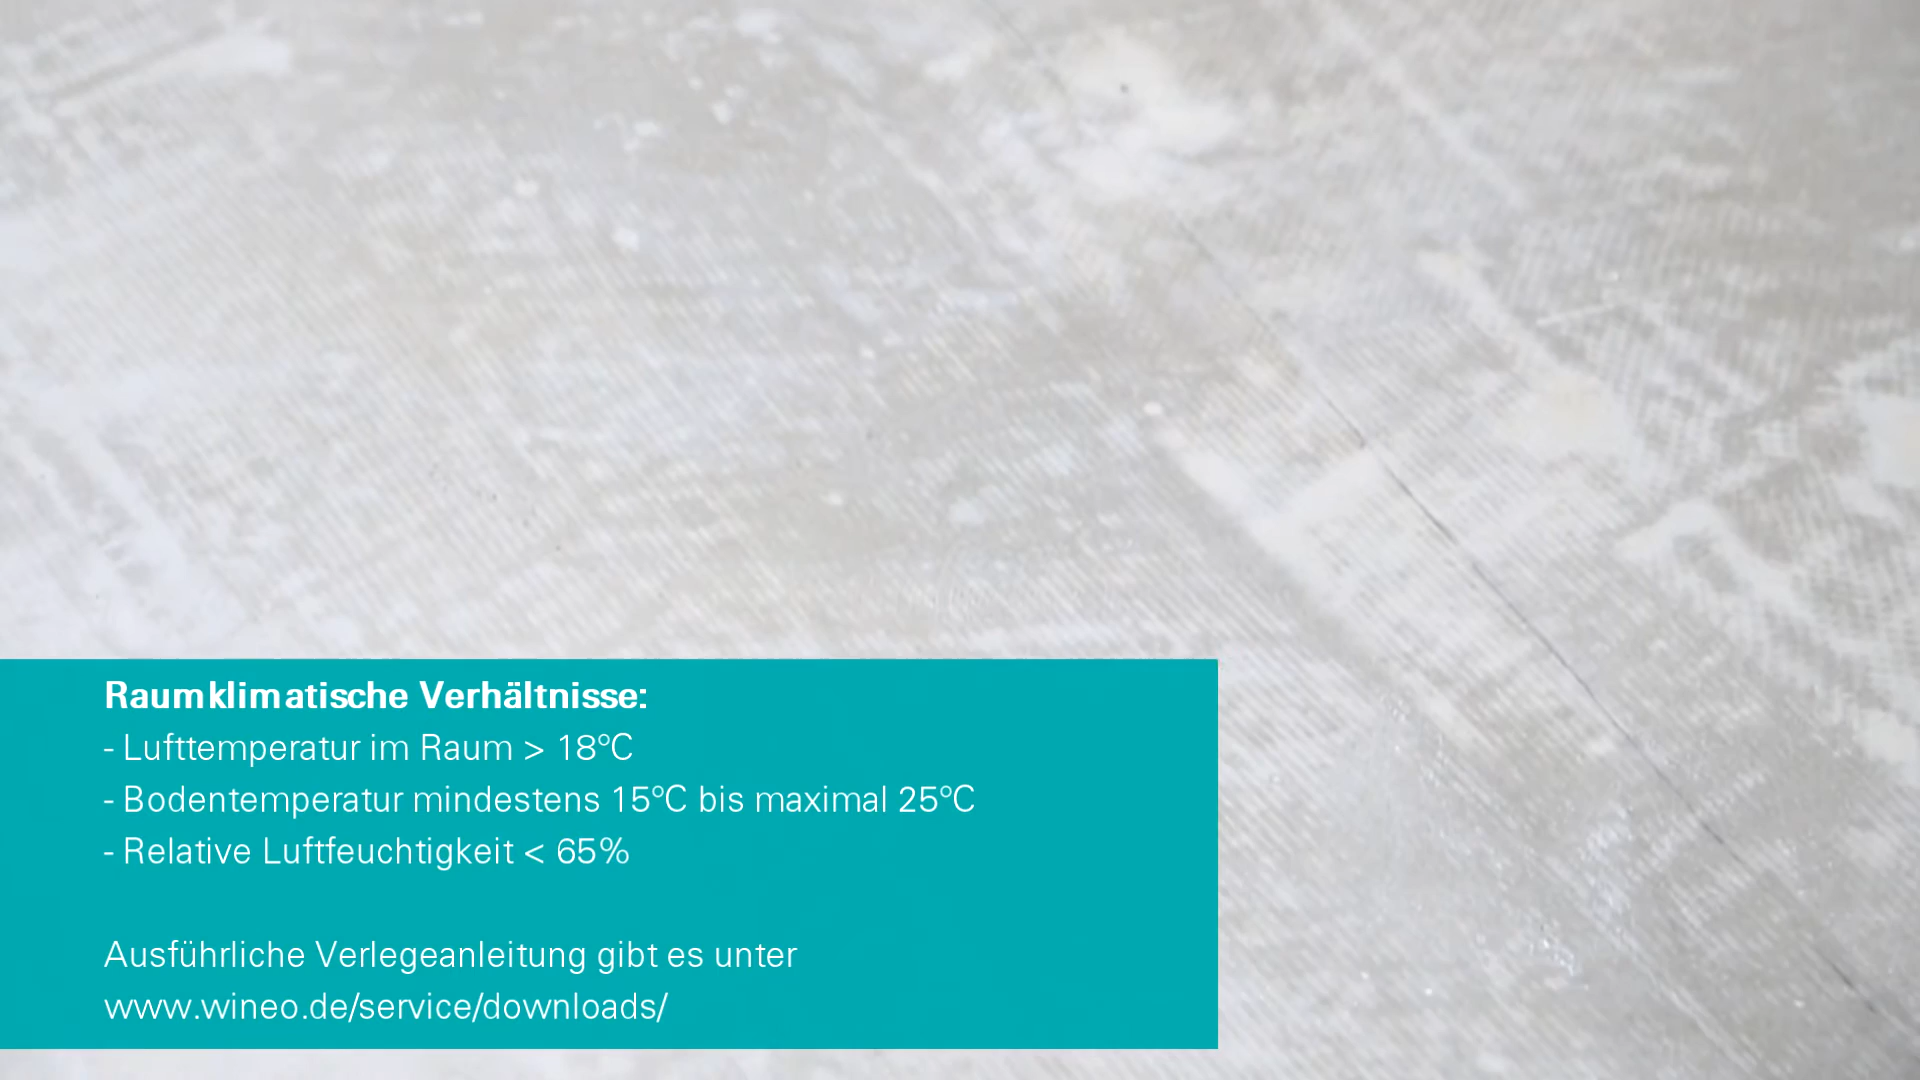 Raumklimatische Verhältnisse:
- Lufttemperatur im Raum > 18°C
- Bodentemperatur mindestens 15°C bis maximal 25°C
- Relative Luftfeuchtigkeit < 65%
Ausführliche Verlegeanleitung gibt es unter
www.wineo.de/service/downloads/